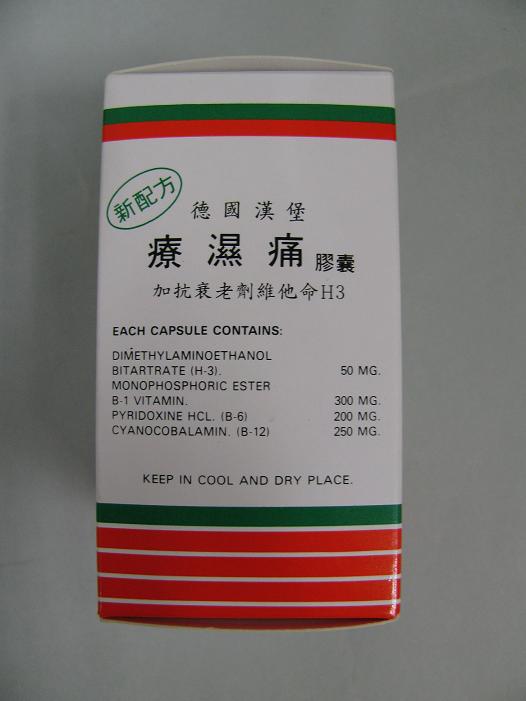 新配方
德國漢堡
療濕痛膠囊
加抗衰老劑維他命H3
EACH CAPSULE CONTAINS:
DIMETHYLAMINOETHANOL
BITARTRATE (H-3). 50 MG.
MONOPHOSPHORIC ESTER
B-1 VITAMIN. 300 MG.
PYRIDOXINE HCL. (B-6) 200 MG.
CYANOCOBALAMIN. (B-12) 250 MG.
KEEP IN COOL AND DRY PLACE.